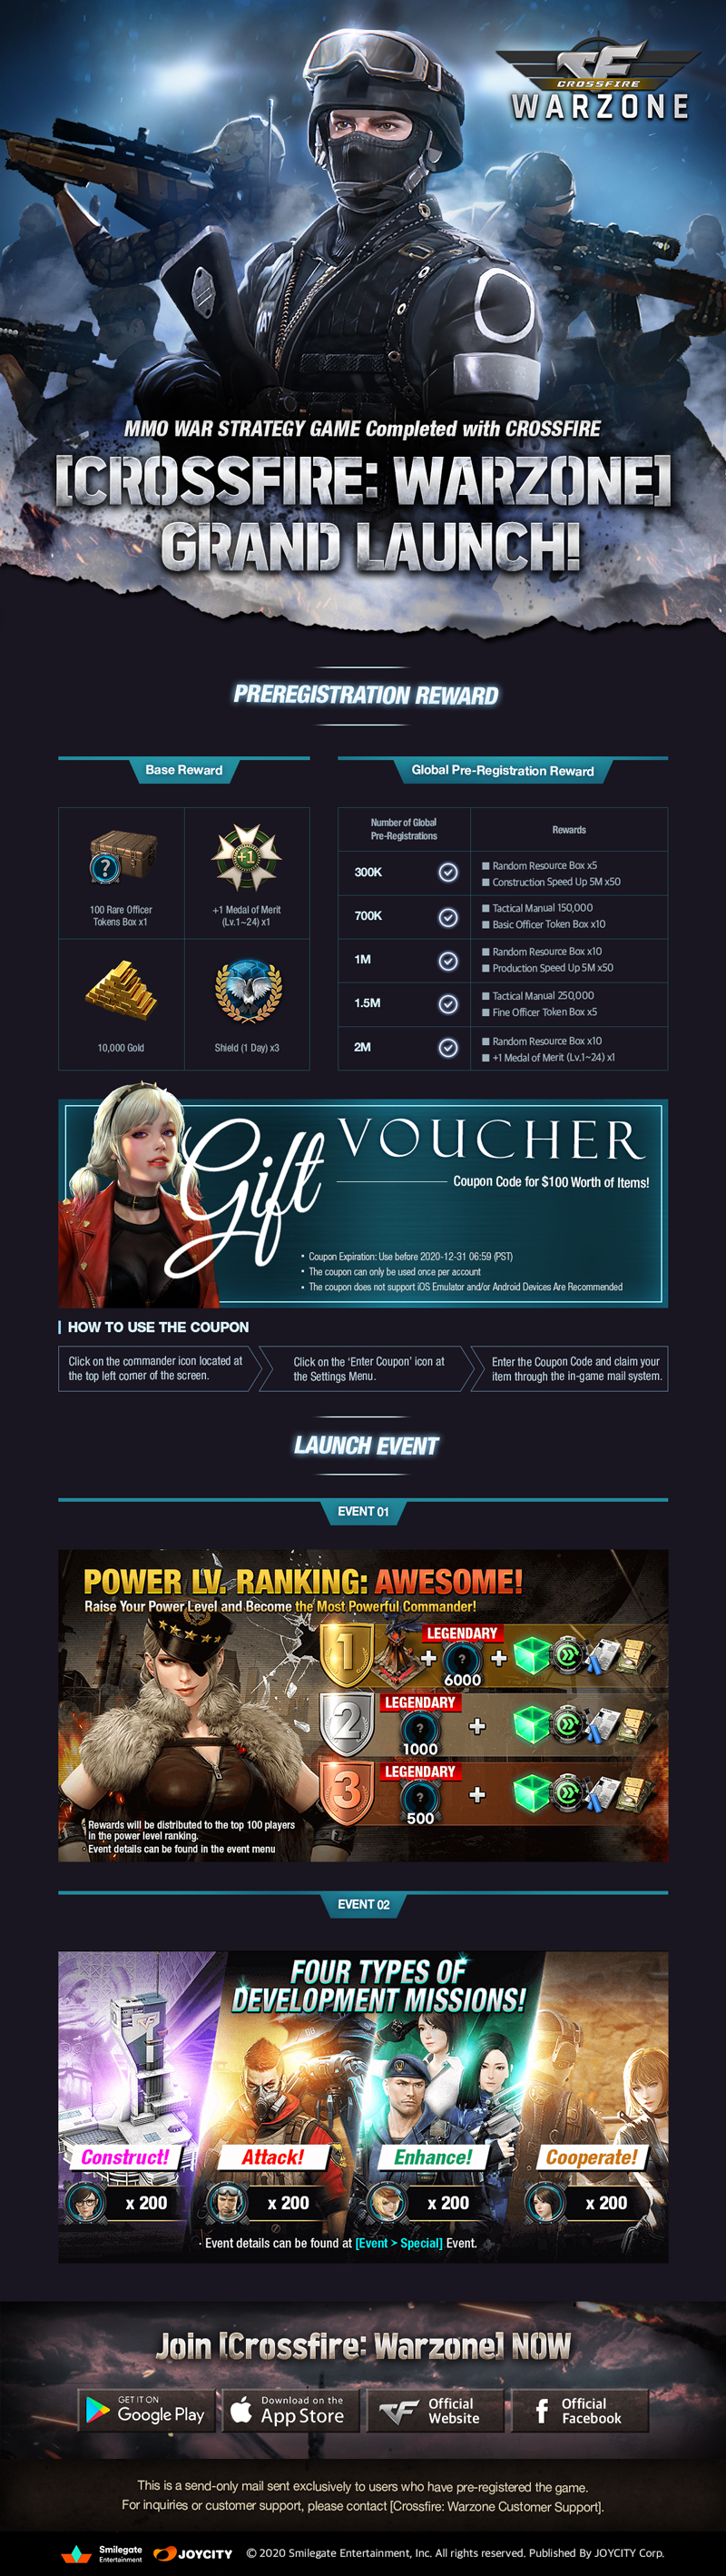 CROSSFIRE
WARZONE
MMO WAR STRATEGY GAME Completed with CROSSFIRE
[CROSSFIRE: WARZONE]
GRAND LAUNCH!
PREREGISTRATION REWARD
Base Reward
100 Rare Officer
Tokens Box x1
+1
+1 Medal of Merit
(Lv.1~24) x1
10,000 Gold
Shield (1 Day) x3
Global Pre-Registration Reward
Number of Global
Pre-Registrations
Rewards
300K
■ Random Resource Box x5
■ Construction Speed Up 5M x50
700K
■ Tactical Manual 150,000
■ Basic Officer Token Box x10
1M
■ Random Resource Box x10
■ Production Speed Up 5M x50
1.5M
■ Tactical Manual 250,000
■ Fine Officer Token Box x5
2M
■ Random Resource Box x10
■ +1 Medal of Merit (Lv.1~24) x1
Gift VOUCHER
Coupon Code for $100 Worth of Items!
• Coupon Expiration: Use before 2020-12-31 06:59 (PST)
• The coupon can only be used once per account
• The coupon does not support iOS Emulator and/or Android Devices Are Recommended
HOW TO USE THE COUPON
Click on the commander icon located at
the top left corner of the screen.
Click on the 'Enter Coupon' icon at
the Settings Menu.
Enter the Coupon Code and claim your
item through the in-game mail system.
LAUNCH EVENT
EVENT 01
POWER LV. RANKING: AWESOME!
Raise Your Power Level and Become the Most Powerful Commander!
1
+
LEGENDARY
?
6000
+
2
LEGENDARY
?
1000
+
3
LEGENDARY
?
500
+
· Rewards will be distributed to the top 100 players
in the power level ranking.
· Event details can be found in the event menu
EVENT 02
FOUR TYPES OF
DEVELOPMENT MISSIONS!
Construct!
Attack!
Enhance!
Cooperate!
x 200
x 200
x 200
x 200
· Event details can be found at [Event > Special] Event.
Join [Crossfire: Warzone] NOW
GET IT ON
Google Play
Download on the
App Store
Official
Website
Official
Facebook
This is a send-only mail sent exclusively to users who have pre-registered the game.
For inquiries or customer support, please contact [Crossfire: Warzone Customer Support].
Smilegate
Entertainment
JOYCITY
© 2020 Smilegate Entertainment, Inc. All rights reserved. Published By JOYCITY Corp.